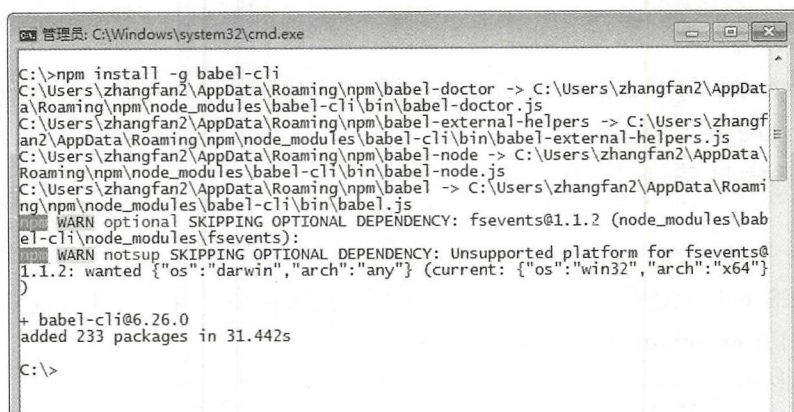 管理员: C:\Windows\system32\cmd.exe
C:\>npm install -g babel-cli
C:\Users\zhangfan2\AppData\Roaming\npm\babel-doctor -> C:\Users\zhangfan2\AppDat
a\Roaming\npm\node_modules\babel-cli\bin\babel-doctor.js
C:\Users\zhangfan2\AppData\Roaming\npm\babel-external-helpers -> C:\Users\zhangf
an2\AppData\Roaming\npm\node_modules\babel-cli\bin\babel-external-helpers.js
C:\Users\zhangfan2\AppData\Roaming\npm\babel-node -> C:\Users\zhangfan2\AppData\
Roaming\npm\node_modules\babel-cli\bin\babel-node.js
C:\Users\zhangfan2\AppData\Roaming\npm\babel -> C:\Users\zhangfan2\AppData\Roami
ng\npm\node_modules\babel-cli\bin\babel.js
npm WARN optional SKIPPING OPTIONAL DEPENDENCY: fsevents@1.1.2 (node_modules\bab
el-cli\node_modules\fsevents):
npm WARN notsup SKIPPING OPTIONAL DEPENDENCY: Unsupported platform for fsevents@
1.1.2: wanted {"os":"darwin","arch":"any"} (current: {"os":"win32","arch":"x64"}
)
+ babel-cli@6.26.0
added 233 packages in 31.442s
C:\>